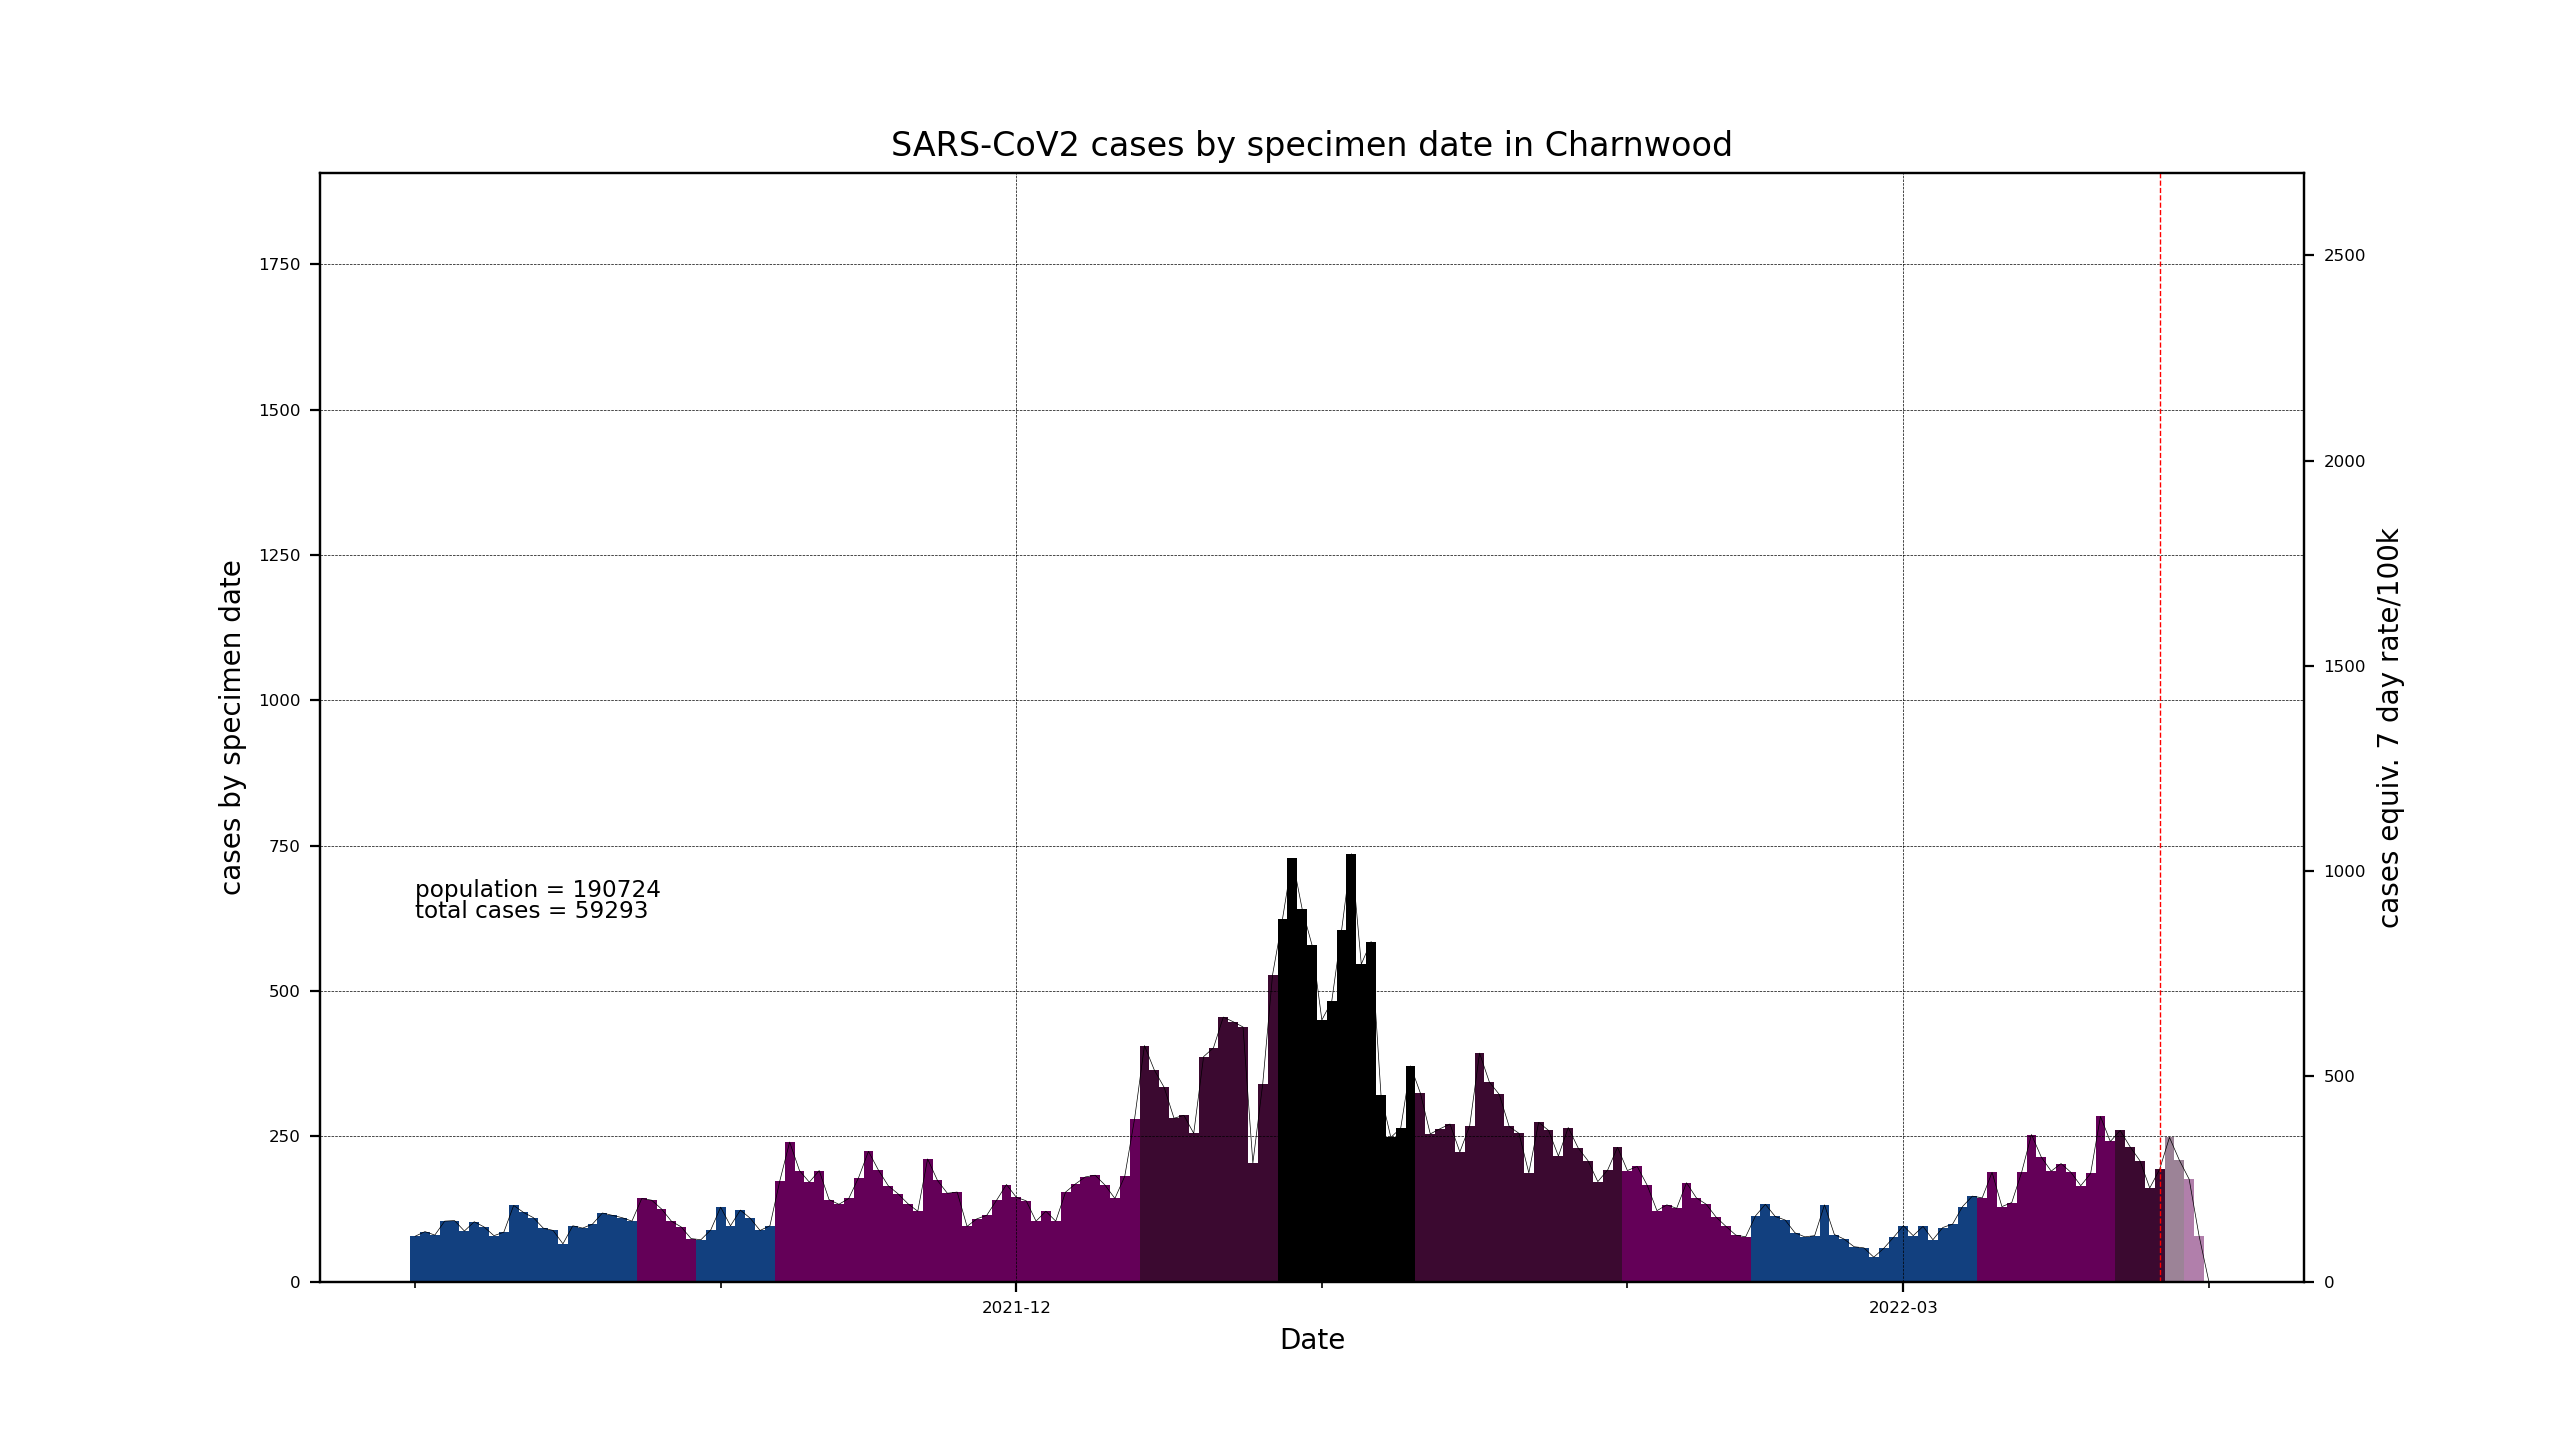 SARS-CoV2 cases by specimen date in Charnwood
cases by specimen date
1750
1500
1250
1000
750
500
250
0
population = 190724
total cases = 59293
2500
2000
1500
1000
500
0
cases equiv. 7 day rate/100k
2021-12
2022-03
Date